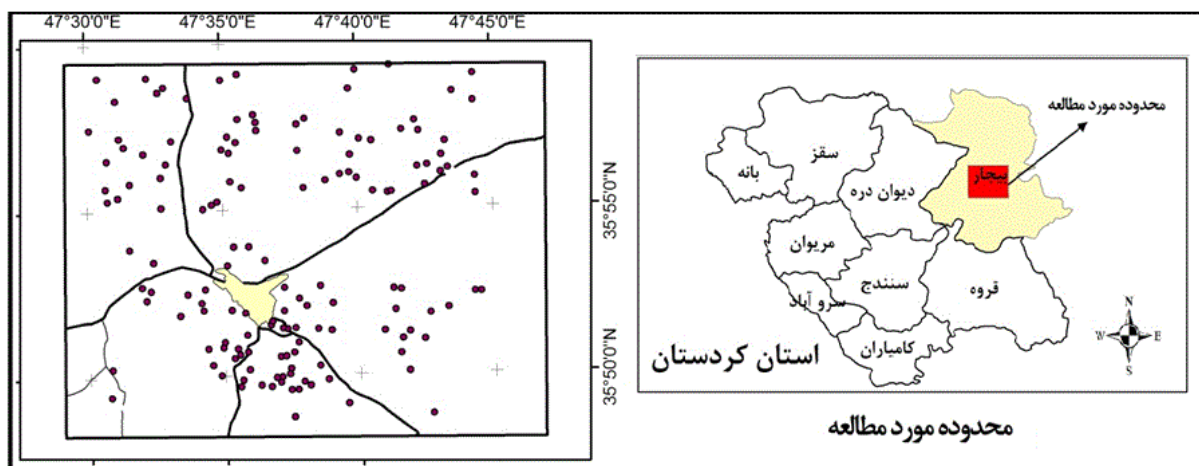 47°30'0"E 47°35'0"E 47°40'0"E 47°45'0"E
35°55'0"N
35°50'0"N
محدوده مورد مطالعه
سقز
بانه
دیوان دره
بیجار
مریوان
سنندج
سرو آباد
قروه
کامیاران
استان کردستان
N
W E
S
محدوده مورد مطالعه